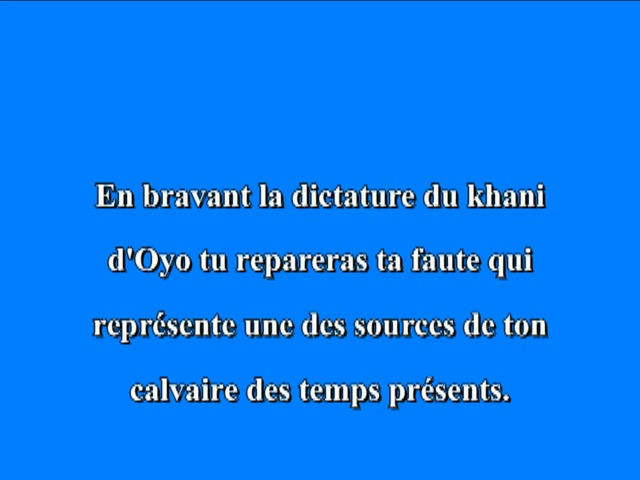 En bravant la dictature du khani
d'Oyo tu repareras ta faute qui
représente une des sources de ton
calvaire des temps présents.